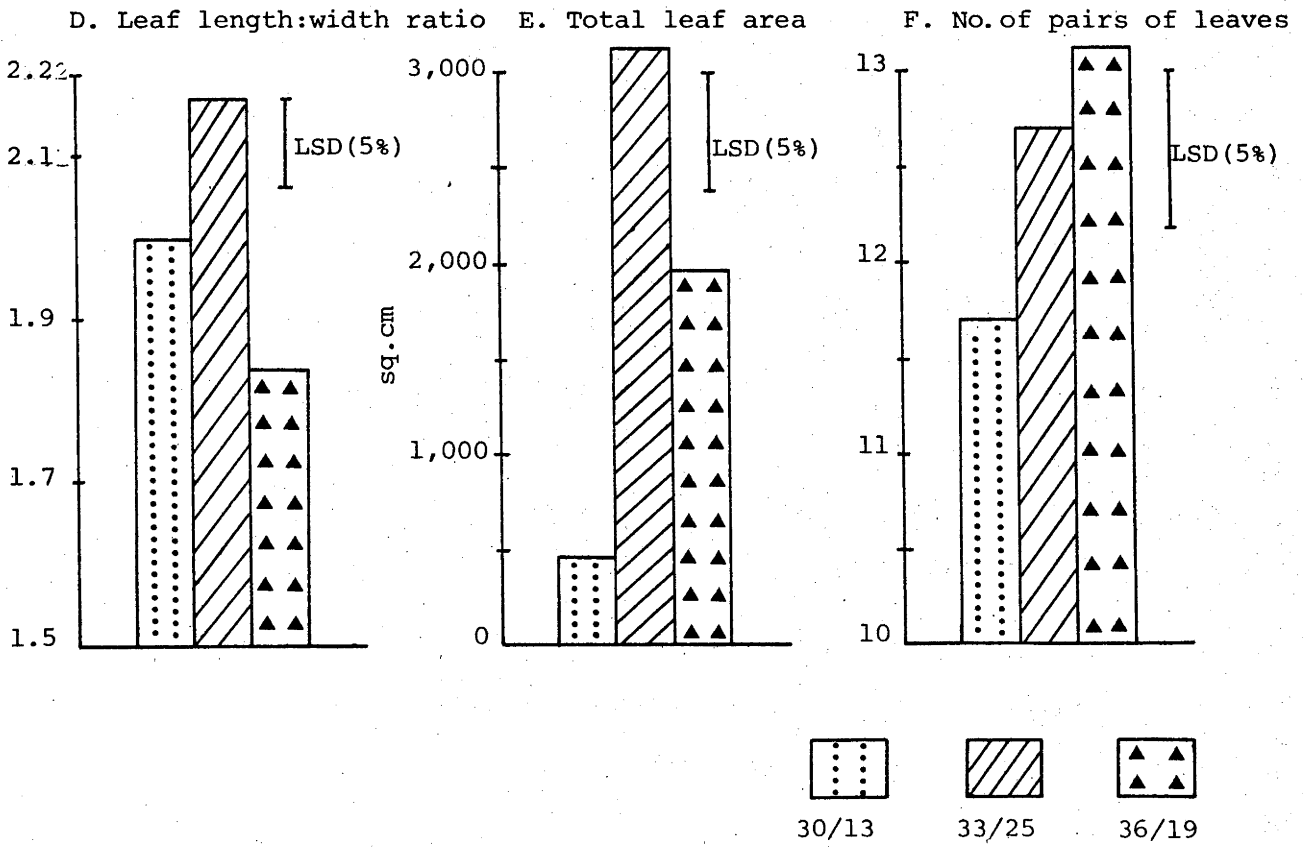 D. Leaf length:width ratio
E. Total leaf area
F. No. of pairs of leaves
2.1
1.9
1.7
1.5
LSD(5%)
sq.cm
3,000
2,000
1,000
0
LSD(5%)
13
12
11
10
LSD(5%)
30/13
33/25
36/19